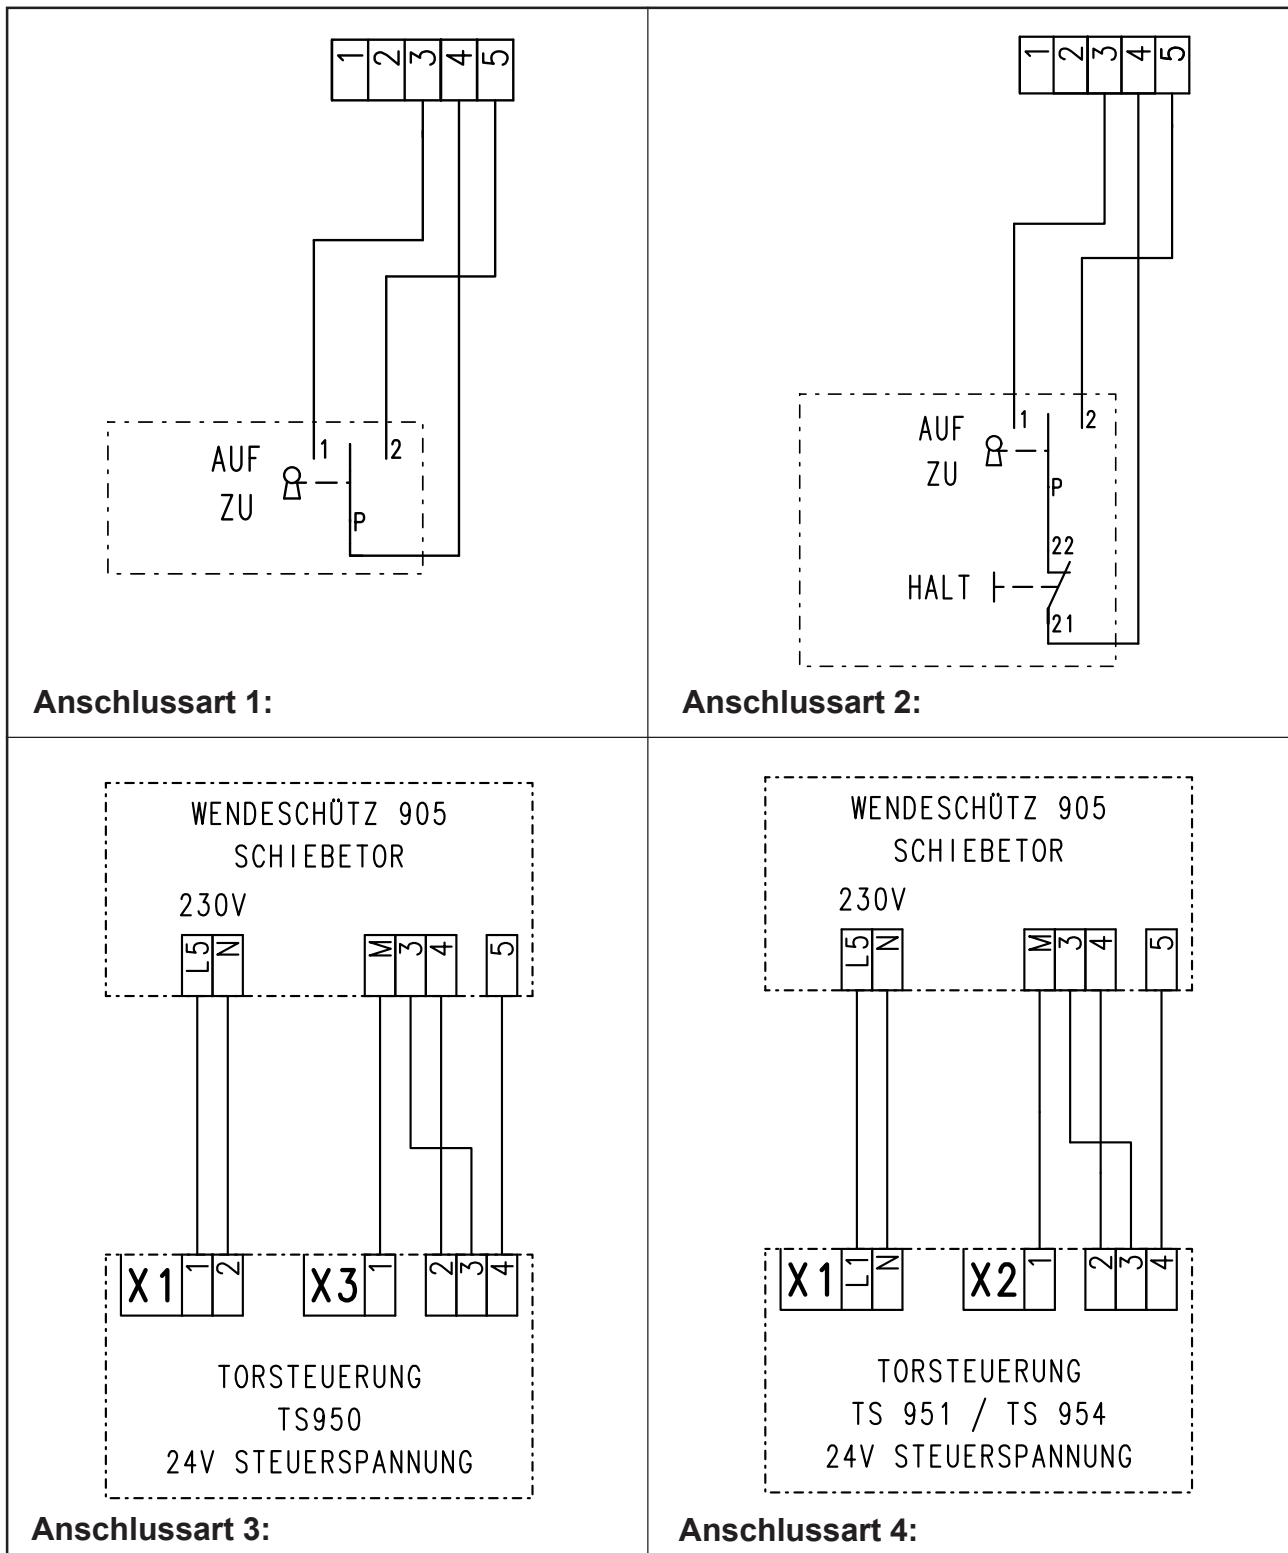 1 2 3 4 5
AUF
ZU
1
2
P
Anschlussart 1:
1 2 3 4 5
AUF
ZU
1
2
P
22
HALT
21
Anschlussart 2:
WENDESCHÜTZ 905
SCHIEBETOR
230V
L5 N M 3 4 5
X1 1 2 X3 1 2 3 4
TORSTEUERUNG
TS950
24V STEUERSPANNUNG
Anschlussart 3:
WENDESCHÜTZ 905
SCHIEBETOR
230V
L5 N M 3 4 5
X1 L1 N X2 1 2 3 4
TORSTEUERUNG
TS 951 / TS 954
24V STEUERSPANNUNG
Anschlussart 4: